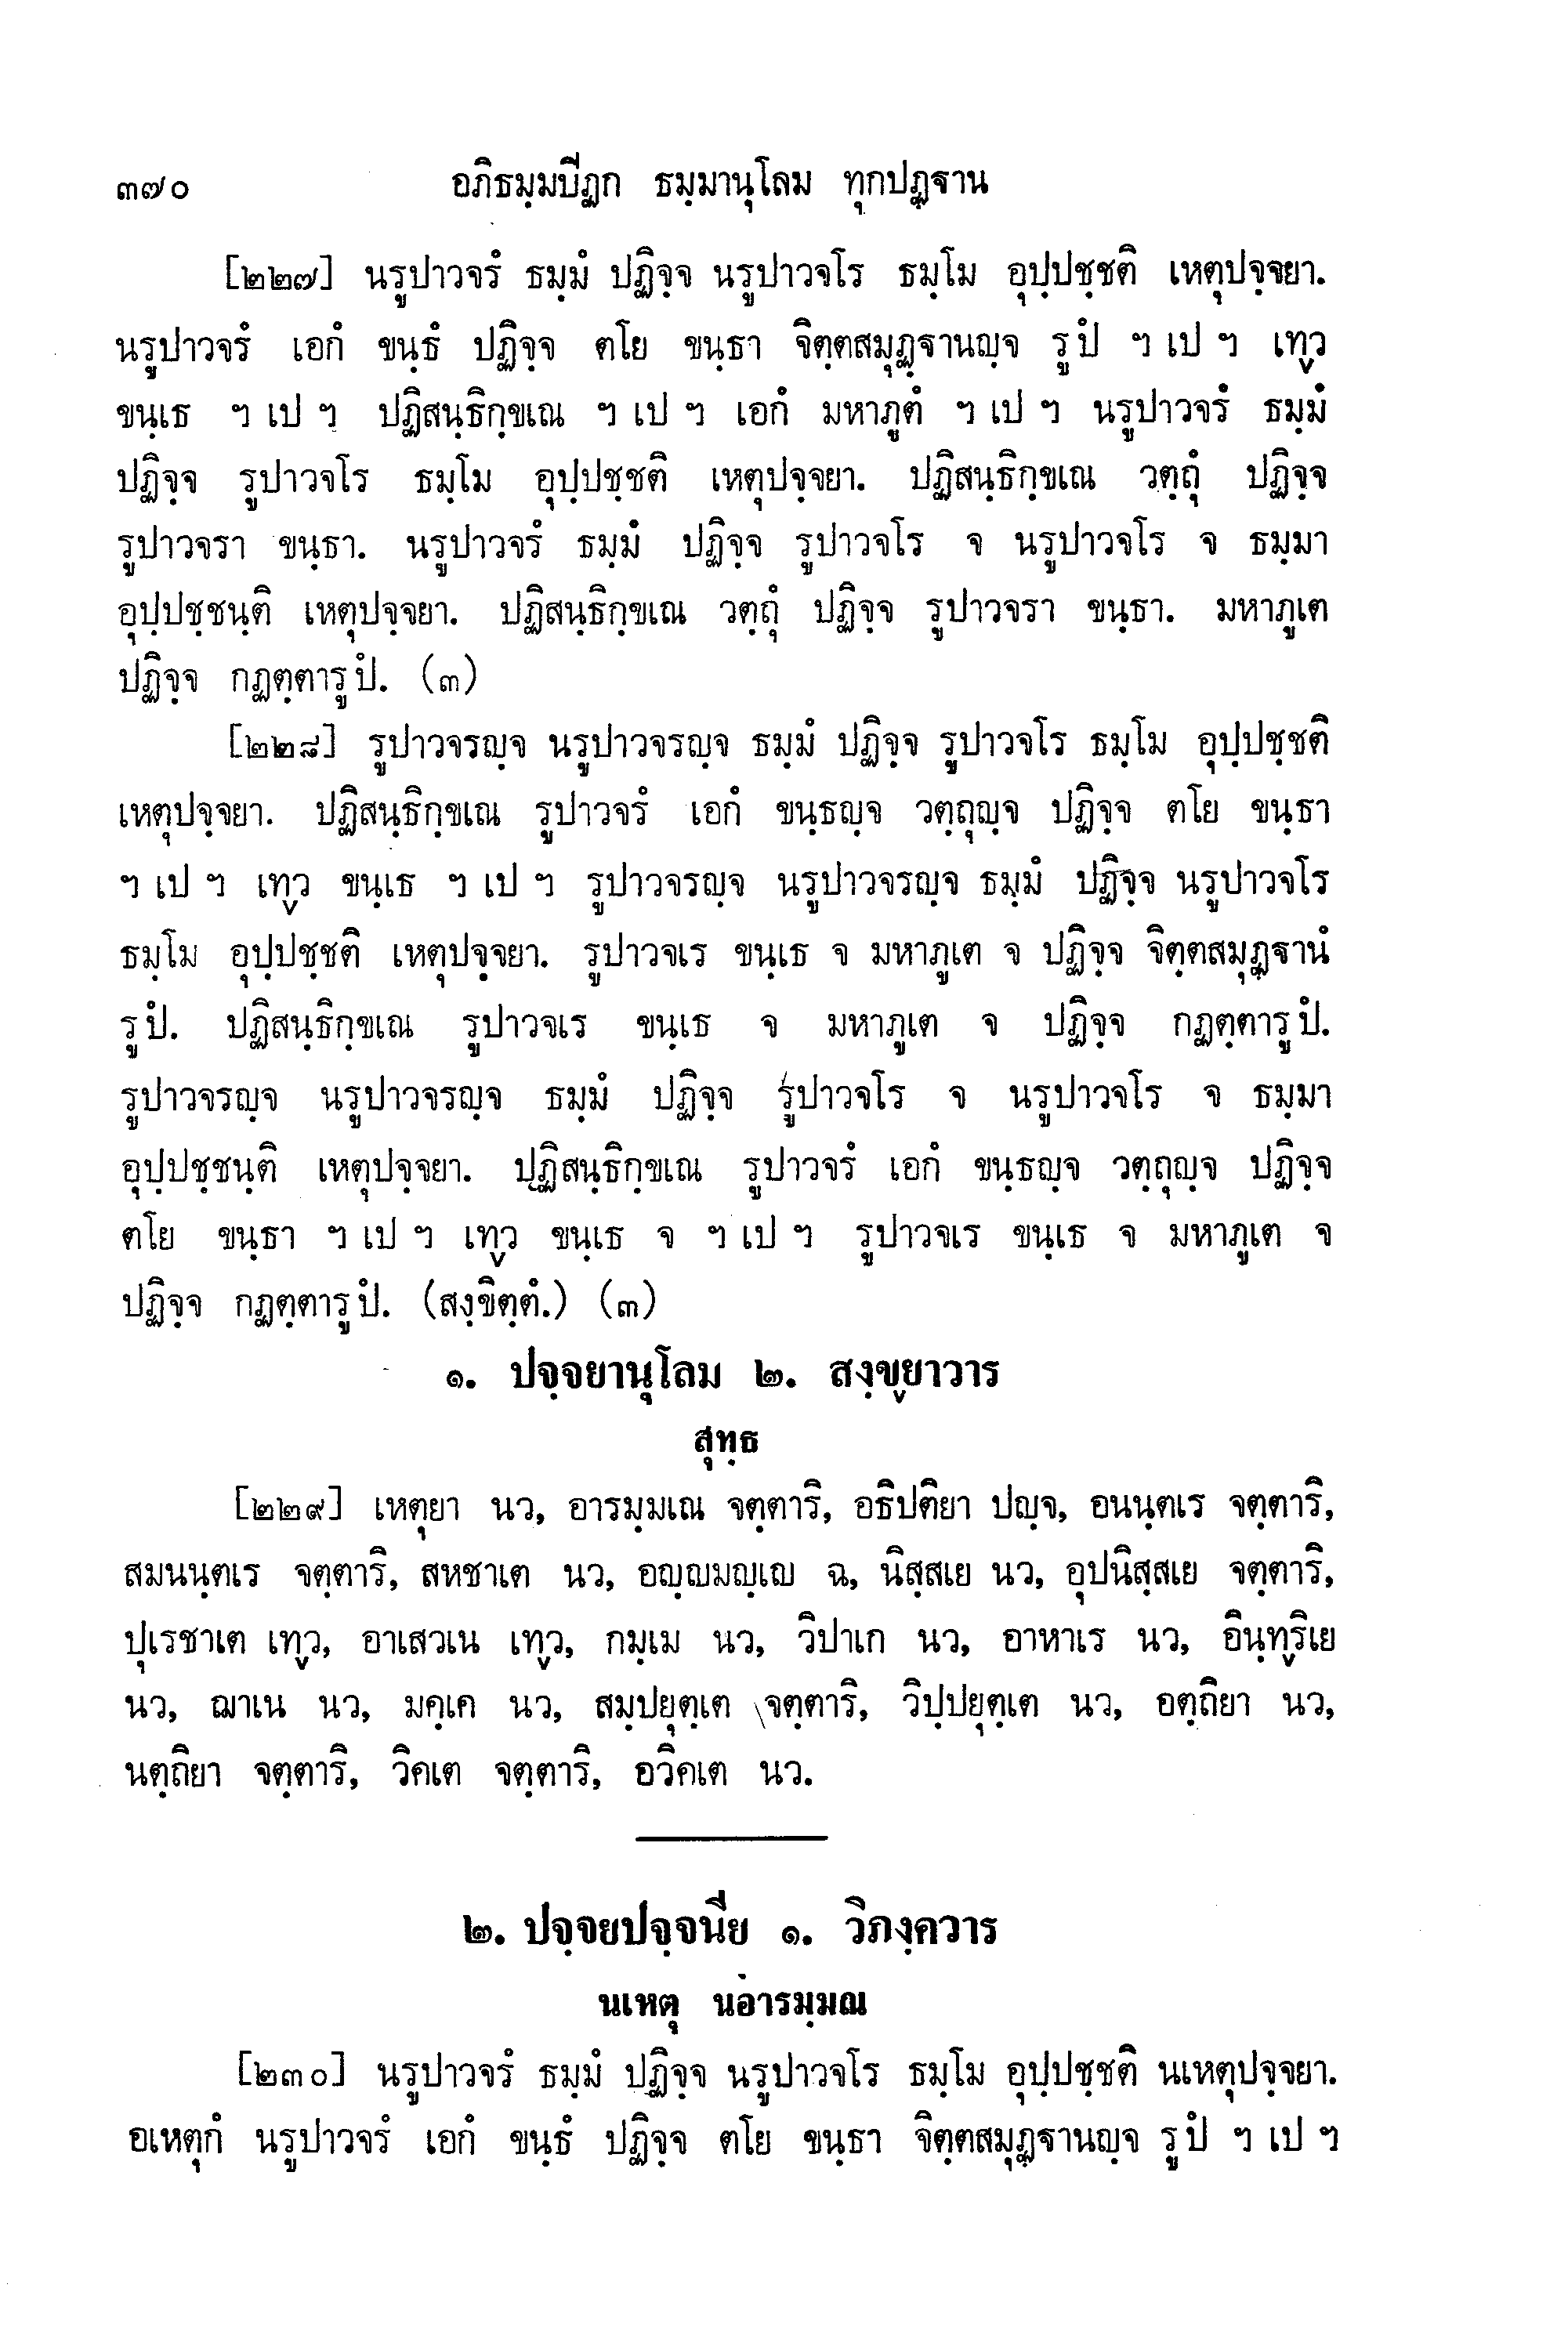 ๓๗๐ อภิธมฺมปีฏก ธมฺมานุโลม ทุกปฏฺฐาน
[๒๒๗] นรูปาวจรํ ธมฺมํ ปฏิจฺจ นรูปาวจโร ธมฺโม อุปฺปชฺชติ เหตุปจฺจยา.
นรูปาวจรํ เอกํ ขนฺธํ ปฏิจฺจ ตโย ขนฺธา จิตฺตสมุฏฺฐานญฺจ รูปํ ฯ เป ฯ เทฺว
ขนฺเธ ฯ เป ฯ ปฏิสนฺธิกฺขเณ ฯ เป ฯ เอกํ มหาภูตํ ฯ เป ฯ นรูปาวจรํ ธมฺมํ
ปฏิจฺจ รูปาวจโร ธมฺโม อุปฺปชฺชติ เหตุปจฺจยา. ปฏิสนฺธิกฺขเณ วตฺถุํ ปฏิจฺจ
รูปาวจรา ขนฺธา. นรูปาวจรํ ธมฺมํ ปฏิจฺจ รูปาวจโร จ นรูปาวจโร จ ธมฺมา
อุปฺปชฺชนฺติ เหตุปจฺจยา. ปฏิสนฺธิกฺขเณ วตฺถุํ ปฏิจฺจ รูปาวจรา ขนฺธา. มหาภูเต
ปฏิจฺจ กฏตฺตารูปํ. (๓)
[๒๒๘] รูปาวจรญฺจ นรูปาวจรญฺจ ธมฺมํ ปฏิจฺจ รูปาวจโร ธมฺโม อุปฺปชฺชติ
เหตุปจฺจยา. ปฏิสนฺธิกฺขเณ รูปาวจรํ เอกํ ขนฺธญฺจ วตฺถุญฺจ ปฏิจฺจ ตโย ขนฺธา
ฯ เป ฯ เทฺว ขนฺเธ ฯ เป ฯ รูปาวจรญฺจ นรูปาวจรญฺจ ธมฺมํ ปฏิจฺจ นรูปาวจโร
ธมฺโม อุปฺปชฺชติ เหตุปจฺจยา. รูปาวจเร ขนฺเธ จ มหาภูเต จ ปฏิจฺจ จิตฺตสมุฏฺฐานํ
รูปํ. ปฏิสนฺธิกฺขเณ รูปาวจเร ขนฺเธ จ มหาภูเต จ ปฏิจฺจ กฏตฺตารูปํ.
รูปาวจรญฺจ นรูปาวจรญฺจ ธมฺมํ ปฏิจฺจ รูปาวจโร จ นรูปาวจโร จ ธมฺมา
อุปฺปชฺชนฺติ เหตุปจฺจยา. ปฏิสนฺธิกฺขเณ รูปาวจรํ เอกํ ขนฺธญฺจ วตฺถุญฺจ ปฏิจฺจ
ตโย ขนฺธา ฯ เป ฯ เทฺว ขนฺเธ จ ฯ เป ฯ รูปาวจเร ขนฺเธ จ มหาภูเต จ
ปฏิจฺจ กฏตฺตารูปํ. (สงฺขิตฺตํ.) (๓)
๑. ปจฺจยานุโลม ๒. สงฺขฺยาวาร
สุทฺธ
[๒๒๙] เหตุยา นว, อารมฺมเณ จตฺตาริ, อธิปติยา ปญฺจ, อนนฺตเร จตฺตาริ,
สมนนฺตเร จตฺตาริ, สหชาเต นว, อญฺญมญฺเญ ฉ, นิสฺสเย นว, อุปนิสฺสเย จตฺตาริ,
ปุเรชาเต เทฺว, อาเสวเน เทฺว, กมฺเม นว, วิปาเก นว, อาหาเร นว, อินฺทฺริเย
นว, ฌาเน นว, มคฺเค นว, สมฺปยุตฺเต จตฺตาริ, วิปฺปยุตฺเต นว, อตฺถิยา นว,
นตฺถิยา จตฺตาริ, วิคเต จตฺตาริ, อวิคเต นว.
๒. ปจฺจยปจฺจนีย ๑. วิภงฺควาร
นเหตุ นอารมฺมณ
[๒๓๐] นรูปาวจรํ ธมฺมํ ปฏิจฺจ นรูปาวจโร ธมฺโม อุปฺปชฺชติ นเหตุปจฺจยา.
อเหตุกํ นรูปาวจรํ เอกํ ขนฺธํ ปฏิจฺจ ตโย ขนฺธา จิตฺตสมุฏฺฐานญฺจ รูปํ ฯ เป ฯ